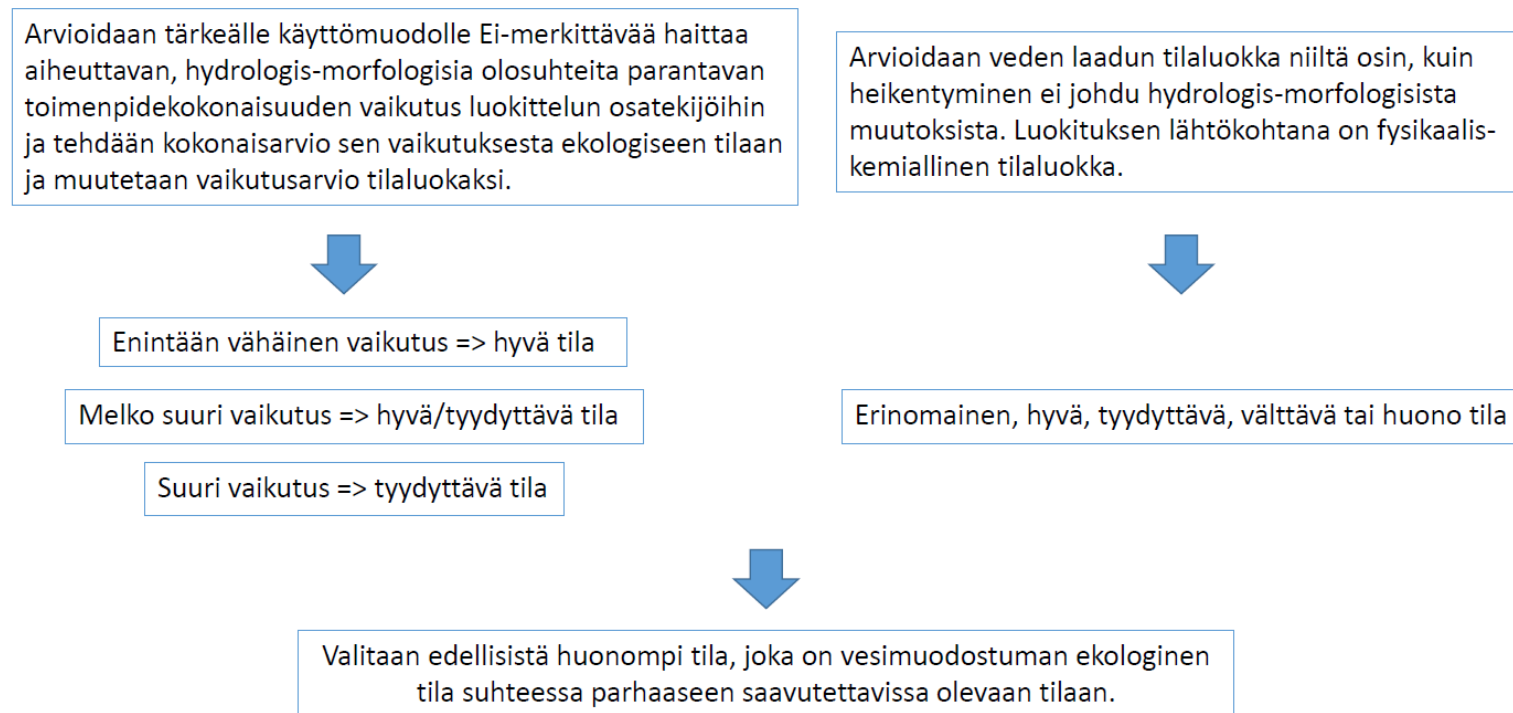 Arvioidaan tärkeälle käyttömuodolle Ei-merkittävää haittaa
aiheuttavan, hydrologis-morfologisia olosuhteita parantavan
toimenpidekokonaisuuden vaikutus luokittelun osatekijöihin
ja tehdään kokonaisarvio sen vaikutuksesta ekologiseen tilaan
ja muutetaan vaikutusarvio tilaluokaksi.
Arvioidaan veden laadun tilaluokka niiltä osin, kuin
heikentyminen ei johdu hydrologis-morfologisista
muutoksista. Luokituksen lähtökohtana on fysikaalis-
kemiallinen tilaluokka.
Enintään vähäinen vaikutus => hyvä tila
Melko suuri vaikutus => hyvä/tyydyttävä tila
Suuri vaikutus => tyydyttävä tila
Erinomainen, hyvä, tyydyttävä, välttävä tai huono tila
Valitaan edellisistä huonompi tila, joka on vesimuodostuman ekologinen
tila suhteessa parhaaseen saavutettavissa olevaan tilaan.